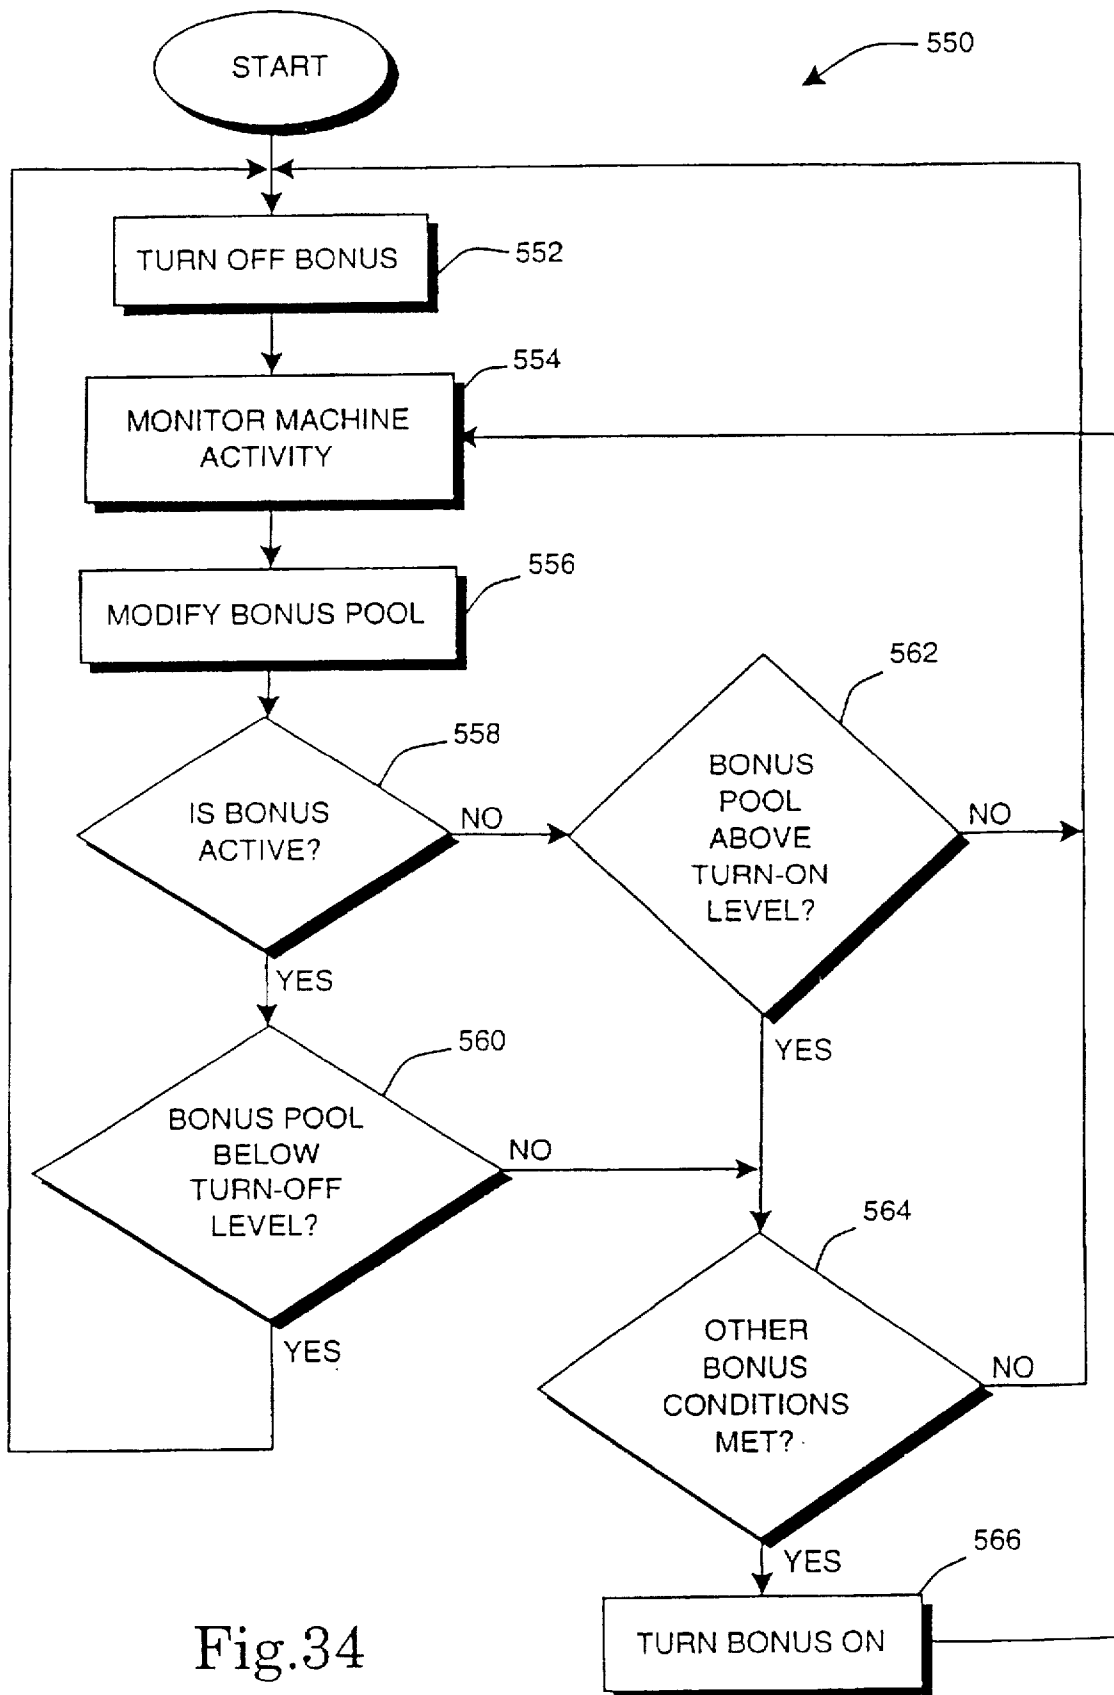 START
550
TURN OFF BONUS
552
554
MONITOR MACHINE
ACTIVITY
556
MODIFY BONUS POOL
562
558
IS BONUS
ACTIVE?
NO
BONUS
POOL
ABOVE
TURN-ON
LEVEL?
NO
YES
YES
560
BONUS POOL
BELOW
TURN-OFF
LEVEL?
NO
YES
564
OTHER
BONUS
CONDITIONS
MET?
NO
YES
566
TURN BONUS ON
Fig.34